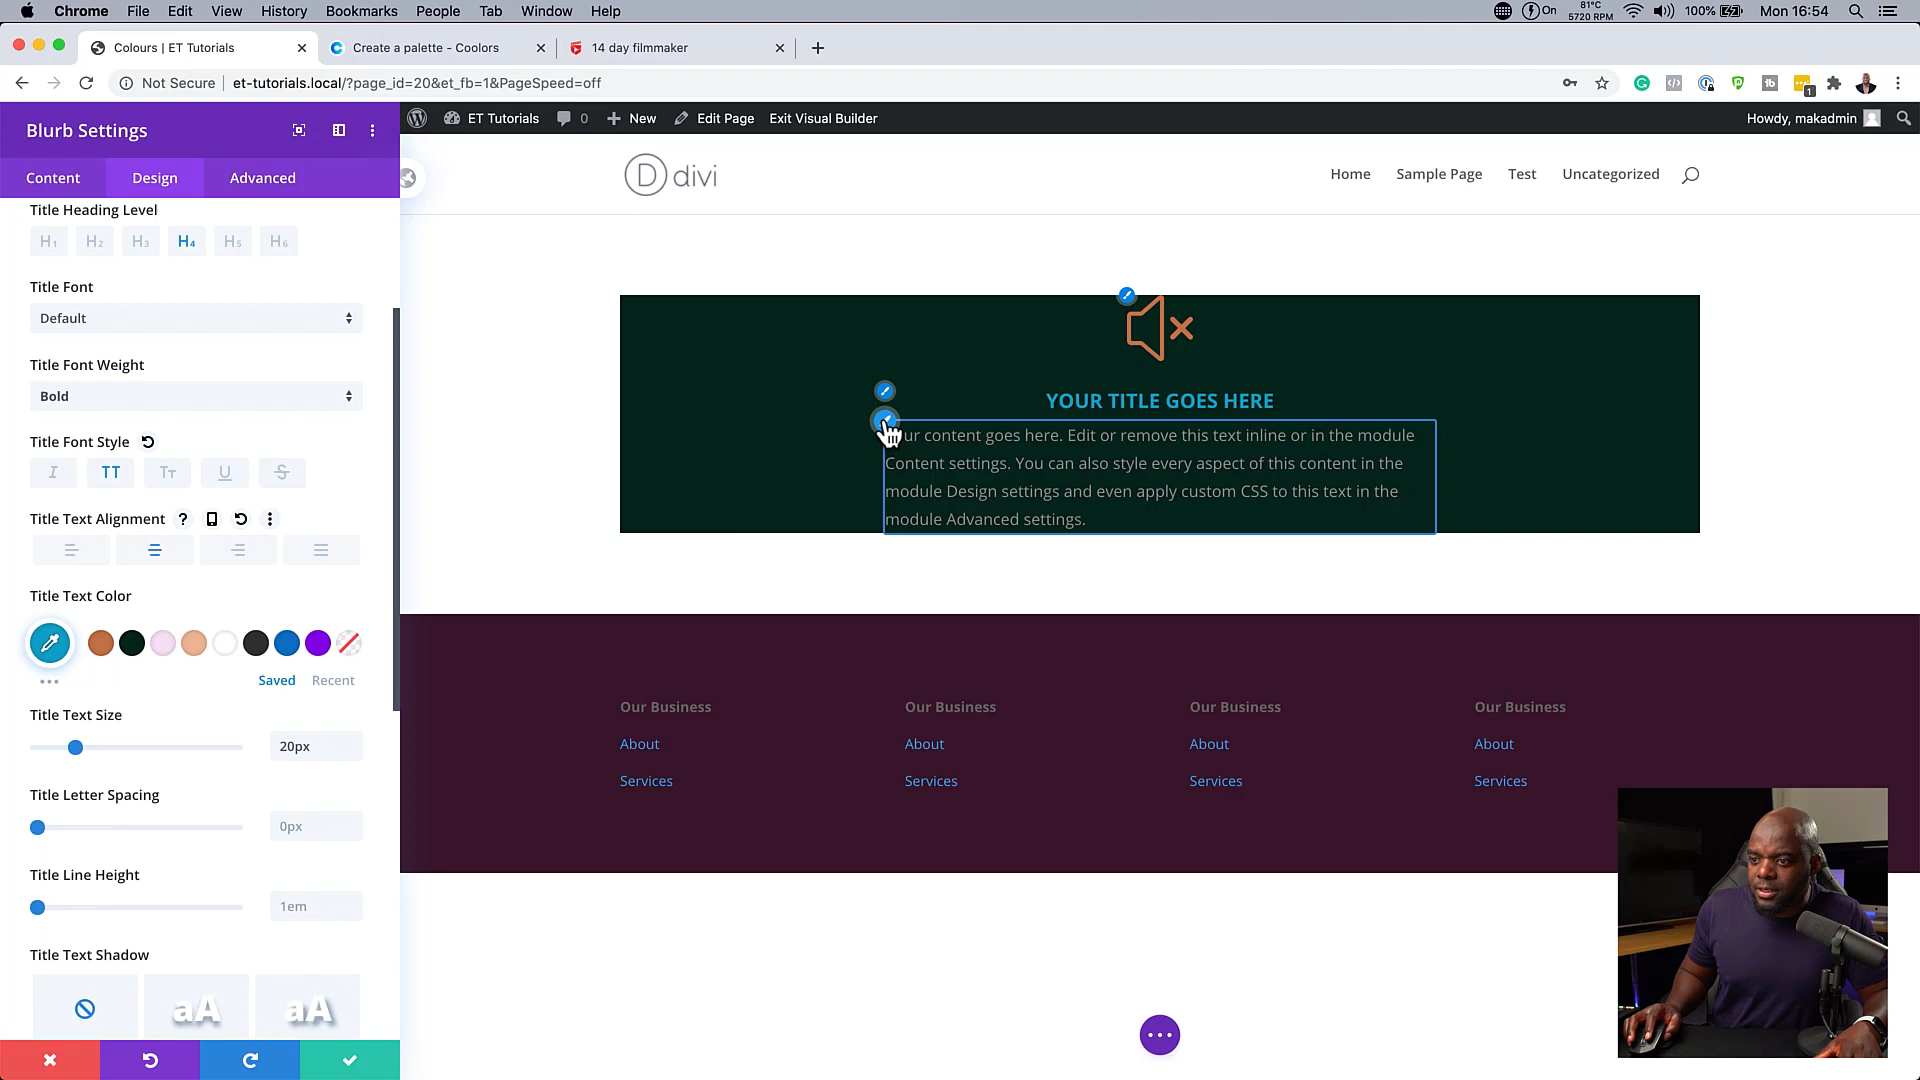 Chrome File Edit View History Bookmarks People Tab Window Help
On 81°C 5720 RPM 100% Mon 16:54
Colours | ET Tutorials
Create a palette - Coolors
14 day filmmaker
Not Secure et-tutorials.local/?page_id=20&et_fb=1&PageSpeed=off
1
Blurb Settings
ET Tutorials 0 New Edit Page Exit Visual Builder
Howdy, makadmin
Content Design Advanced
D divi
Home Sample Page Test Uncategorized
Title Heading Level
H1 H2 H3 H4 H5 H6
Title Font
Default
Title Font Weight
Bold
Title Font Style
I TT Tт U S
Title Text Alignment ?
Title Text Color
Saved Recent
Title Text Size
20px
Title Letter Spacing
0px
Title Line Height
1em
Title Text Shadow
aA aA
YOUR TITLE GOES HERE
ur content goes here. Edit or remove this text inline or in the module
Content settings. You can also style every aspect of this content in the
module Design settings and even apply custom CSS to this text in the
module Advanced settings.
Our Business Our Business Our Business Our Business
About About About About
Services Services Services Services